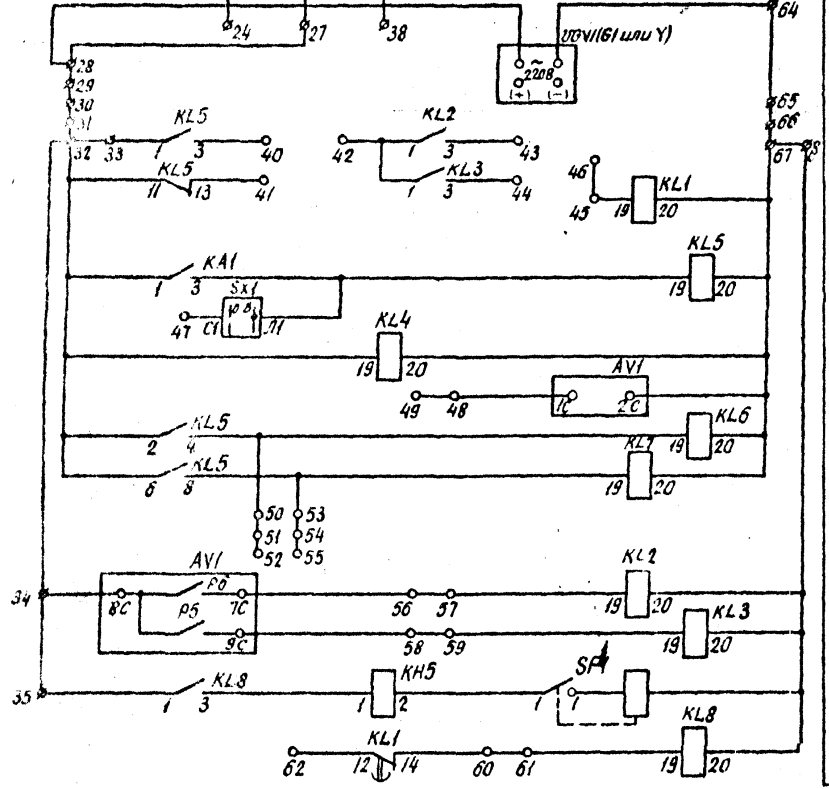 24 27 38 64
28
29
~ 220В
(+) (-)
30
31
65
66
32 33 KL5 1 3 40
42 KL2 1 3 43
67
KL5 11 13 41
KL3 1 3 44
46
45 19 KL1 20
KA1 1 3
19 KL5 20
SX1
47 C1 Л1
KL4 19 20
AV1
49 48 1C 2C
KL5 2 4
19 KL6 20
KL5 6 8
19 20
50 53
51 54
52 55
AV1
34 8C P6 7C 56 57 19 KL2 20
P5 9C 58 59 19 KL3 20
35 1 KL8 3 1 KH5 2 1 1
62 KL1 12 14 60 61 19 KL8 20